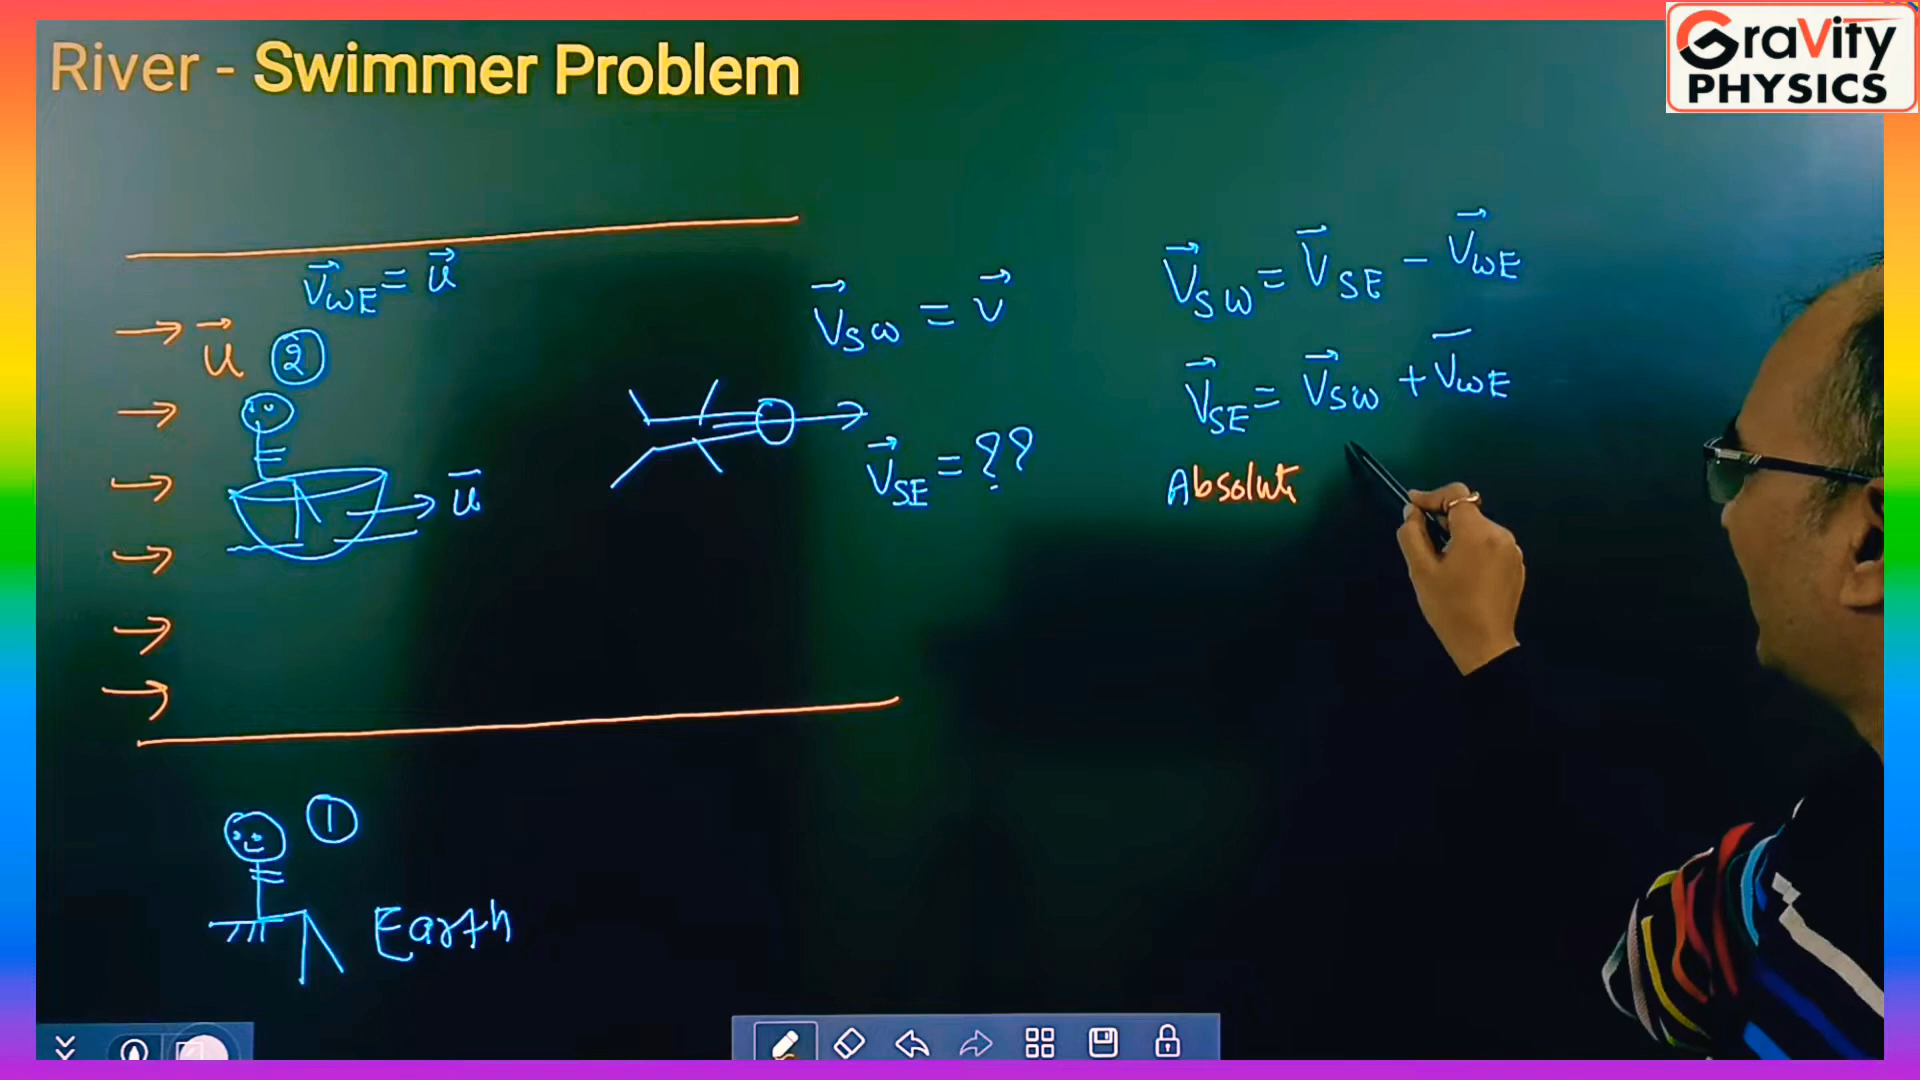 River - Swimmer Problem
GraVity
PHYSICS
V⃗WE = u⃗
u⃗
2
u⃗
V⃗SW = v⃗
V⃗SE = ??
V⃗SW = V⃗SE - V⃗WE
V⃗SE = V⃗SW + V̅WE
Absolute
1
Earth